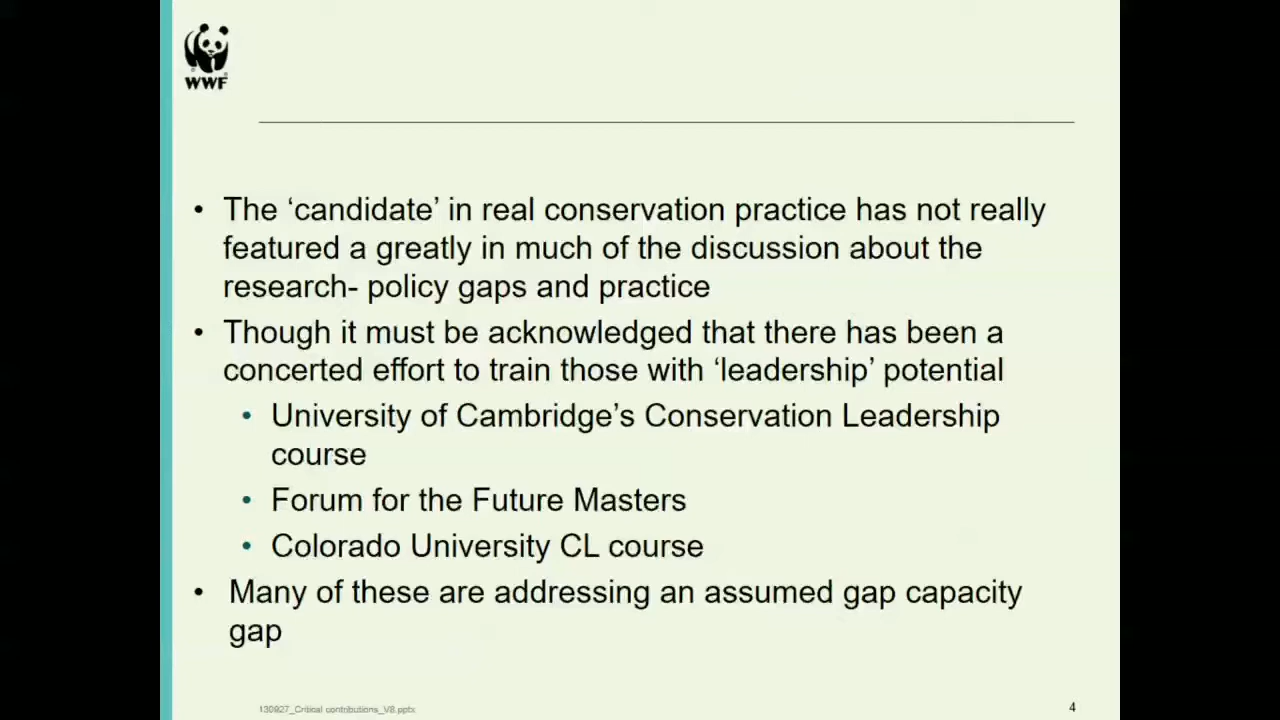 WWF
• The ‘candidate’ in real conservation practice has not really
featured a greatly in much of the discussion about the
research- policy gaps and practice
• Though it must be acknowledged that there has been a
concerted effort to train those with ‘leadership’ potential
• University of Cambridge’s Conservation Leadership
course
• Forum for the Future Masters
• Colorado University CL course
• Many of these are addressing an assumed gap capacity
gap
130927_Critical contributions_V8.pptx
4